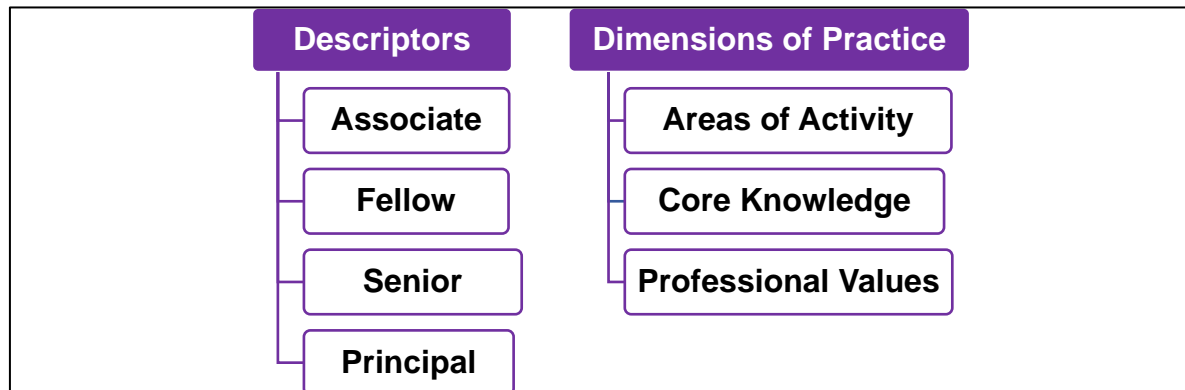 Descriptors
Associate
Fellow
Senior
Principal
Dimensions of Practice
Areas of Activity
Core Knowledge
Professional Values